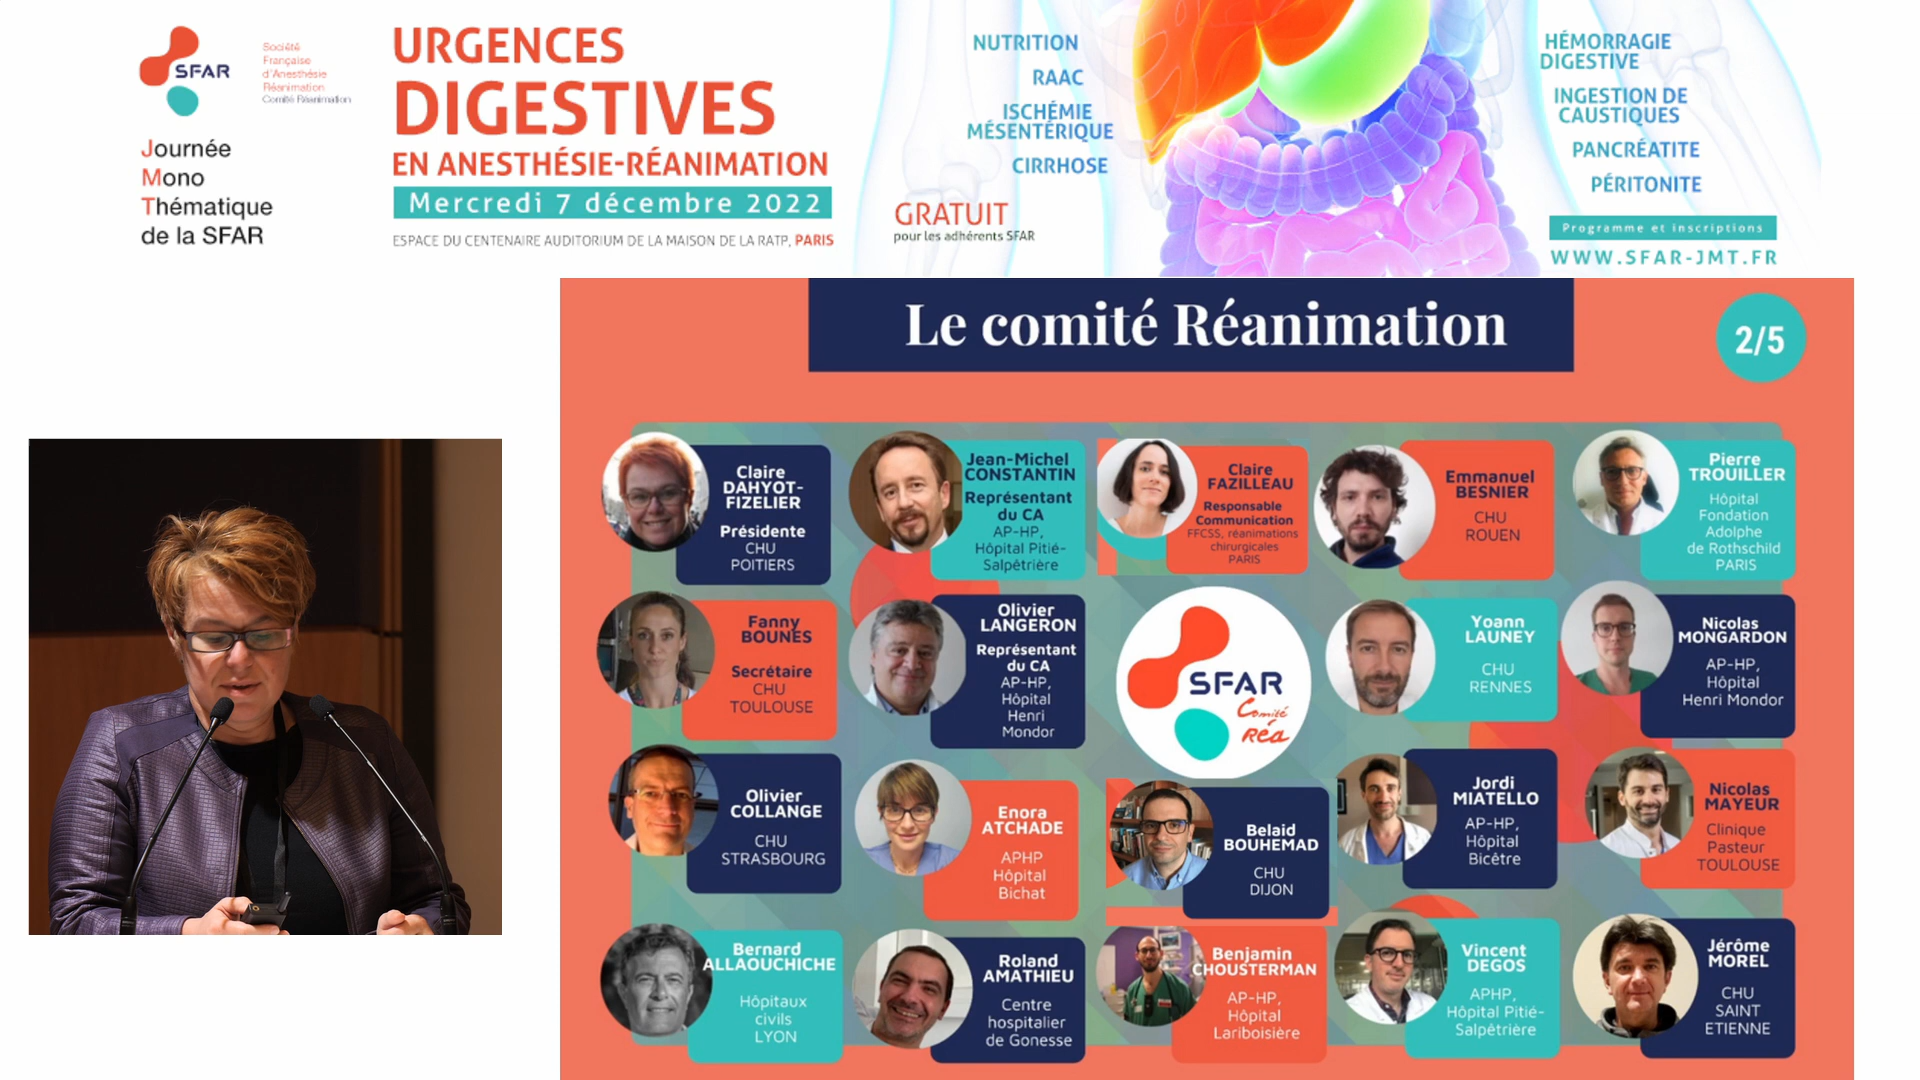 SFAR
Société
Française
d'Anesthésie
Réanimation
Comité Réanimation
Journée
Mono
Thématique
de la SFAR
URGENCES
DIGESTIVES
EN ANESTHÉSIE-RÉANIMATION
Mercredi 7 décembre 2022
ESPACE DU CENTENAIRE AUDITORIUM DE LA MAISON DE LA RATP, PARIS
NUTRITION
RAAC
ISCHÉMIE
MÉSENTÉRIQUE
CIRRHOSE
GRATUIT
pour les adhérents SFAR
HÉMORRAGIE
DIGESTIVE
INGESTION DE
CAUSTIQUES
PANCRÉATITE
PÉRITONITE
Programme et inscriptions
WWW.SFAR-JMT.FR
Le comité Réanimation
2/5
Claire
DAHYOT-
FIZELIER
Présidente
CHU
POITIERS
Jean-Michel
CONSTANTIN
Représentant
du CA
AP-HP,
Hôpital Pitié-
Salpétrière
Claire
FAZILLEAU
Responsable
Communication
FFCSS, réanimations
chirurgicales
PARIS
Emmanuel
BESNIER
CHU
ROUEN
Pierre
TROUILLER
Hôpital
Fondation
Adolphe
de Rothschild
PARIS
Fanny
BOUNES
Secrétaire
CHU
TOULOUSE
Olivier
LANGERON
Représentant
du CA
AP-HP,
Hôpital
Henri
Mondor
SFAR
Comité
Réa
Yoann
LAUNEY
CHU
RENNES
Nicolas
MONGARDON
AP-HP,
Hôpital
Henri Mondor
Olivier
COLLANGE
CHU
STRASBOURG
Enora
ATCHADE
APHP
Hôpital
Bichat
Belaid
BOUHEMAD
CHU
DIJON
Jordi
MIATELLO
AP-HP,
Hôpital
Bicêtre
Nicolas
MAYEUR
Clinique
Pasteur
TOULOUSE
Bernard
ALLAOUCHICHE
Hôpitaux
civils
LYON
Roland
AMATHIEU
Centre
hospitalier
de Gonesse
Benjamin
CHOUSTERMAN
AP-HP,
Hôpital
Lariboisière
Vincent
DEGOS
APHP,
Hôpital Pitié-
Salpêtrière
Jérôme
MOREL
CHU
SAINT
ETIENNE